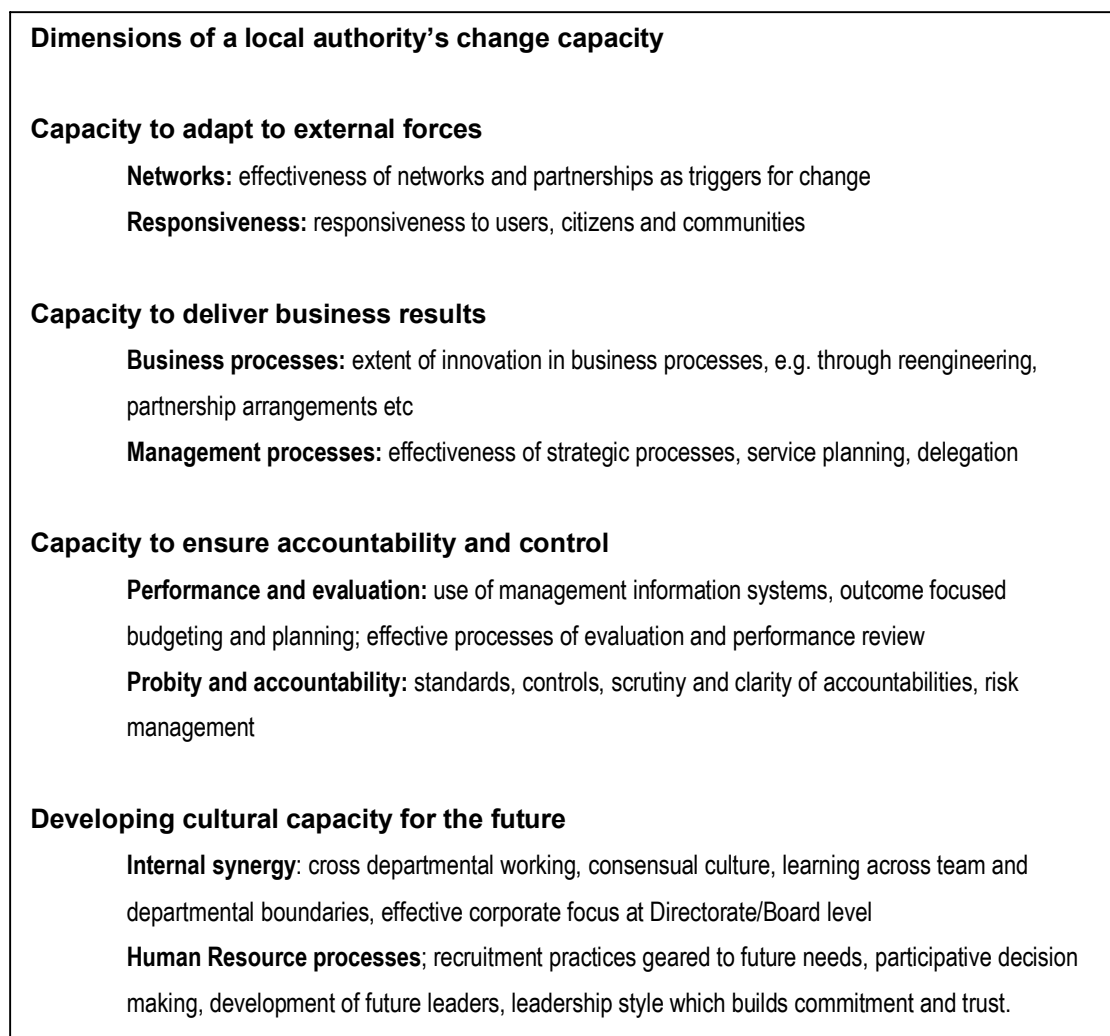 Dimensions of a local authority’s change capacity
Capacity to adapt to external forces
Networks: effectiveness of networks and partnerships as triggers for change
Responsiveness: responsiveness to users, citizens and communities
Capacity to deliver business results
Business processes: extent of innovation in business processes, e.g. through reengineering,
partnership arrangements etc
Management processes: effectiveness of strategic processes, service planning, delegation
Capacity to ensure accountability and control
Performance and evaluation: use of management information systems, outcome focused
budgeting and planning; effective processes of evaluation and performance review
Probity and accountability: standards, controls, scrutiny and clarity of accountabilities, risk
management
Developing cultural capacity for the future
Internal synergy: cross departmental working, consensual culture, learning across team and
departmental boundaries, effective corporate focus at Directorate/Board level
Human Resource processes; recruitment practices geared to future needs, participative decision
making, development of future leaders, leadership style which builds commitment and trust.